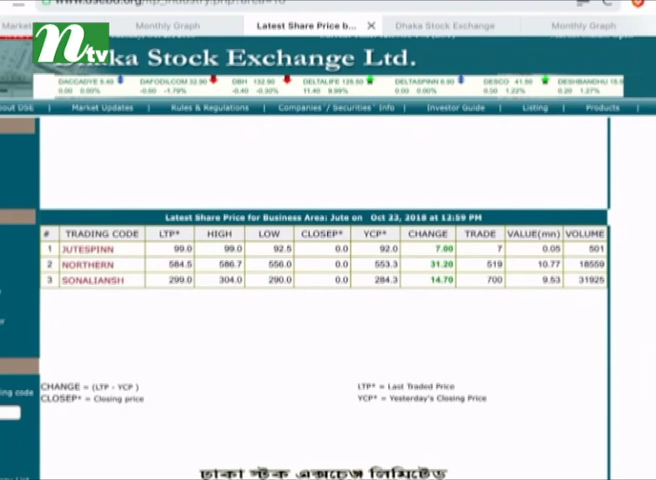 Market
Monthly Graph
Latest Share Price b...
Dhaka Stock Exchange
Monthly Graph
ntv
Dhaka Stock Exchange Ltd.
DACCADYE 5.40
0.00 0.00%
DAFODILCOM 32.90
-0.60 -1.79%
DBH 132.90
-0.40 -0.30%
DELTALIFE 125.50
11.40 9.99%
DELTASPINN 6.50
0.00 0.00%
DESCO 41.50
0.50 1.22%
DESHBANDHU 15.9
0.20 1.27%
bout DSE | Market Updates | Rules & Regulations | Companies'/ Securities' Info | Investor Guide | Listing | Products
Latest Share Price for Business Area: Jute on Oct 23, 2018 at 12:59 PM
# TRADING CODE LTP* HIGH LOW CLOSEP* YCP* CHANGE TRADE VALUE(mn) VOLUME
1 JUTESPINN 99.0 99.0 92.5 0.0 92.0 7.00 7 0.05 501
2 NORTHERN 584.5 586.7 556.0 0.0 553.3 31.20 519 10.77 18559
3 SONALIANSH 299.0 304.0 290.0 0.0 284.3 14.70 700 9.53 31925
CHANGE = (LTP - YCP )
LTP* = Last Traded Price
CLOSEP* = Closing price
YCP* = Yesterday's Closing Price
ing code
ঢাকা স্টক এক্সচেঞ্জ লিমিটেড